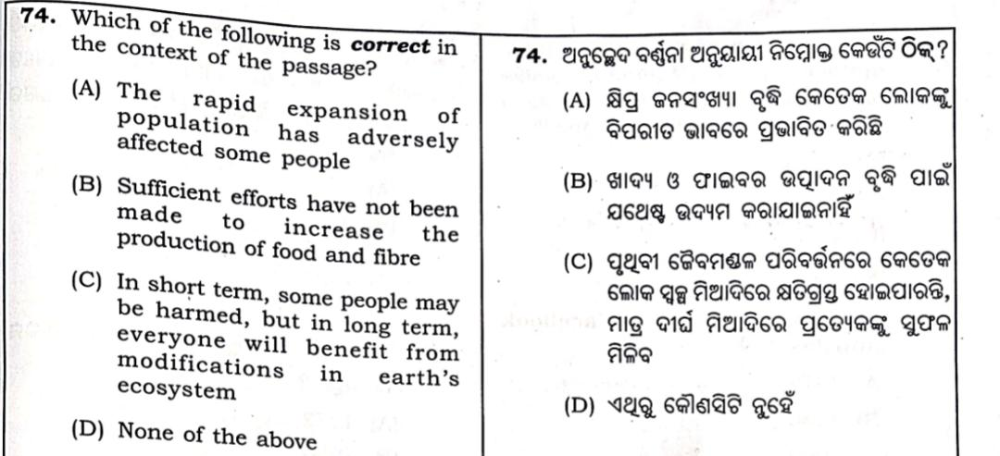 74. Which of the following is correct in
the context of the passage?
(A) The rapid expansion of
population has adversely
affected some people
(B) Sufficient efforts have not been
made to increase the
production of food and fibre
(C) In short term, some people may
be harmed, but in long term,
everyone will benefit from
modifications in earth's
ecosystem
(D) None of the above
74. ଅନୁଚ୍ଛେଦ ବର୍ଣ୍ଣନା ଅନୁଯାୟୀ ନିମ୍ନୋକ୍ତ କେଉଁଟି ଠିକ୍?
(A) କ୍ଷିପ୍ର ଜନସଂଖ୍ୟା ବୃଦ୍ଧି କେତେକ ଲୋକଙ୍କୁ
ବିପରୀତ ଭାବରେ ପ୍ରଭାବିତ କରିଛି
(B) ଖାଦ୍ୟ ଓ ଫାଇବର ଉତ୍ପାଦନ ବୃଦ୍ଧି ପାଇଁ
ଯଥେଷ୍ଟ ଉଦ୍ୟମ କରାଯାଇନାହିଁ
(C) ପୃଥିବୀ ଜୈବମଣ୍ଡଳ ପରିବର୍ତ୍ତନରେ କେତେକ
ଲୋକ ସ୍ୱଳ୍ପ ମିଆଦିରେ କ୍ଷତିଗ୍ରସ୍ତ ହୋଇପାରନ୍ତି,
ମାତ୍ର ଦୀର୍ଘ ମିଆଦିରେ ପ୍ରତ୍ୟେକଙ୍କୁ ସୁଫଳ
ମିଳିବ
(D) ଏଥିରୁ କୌଣସିଟି ନୁହେଁ